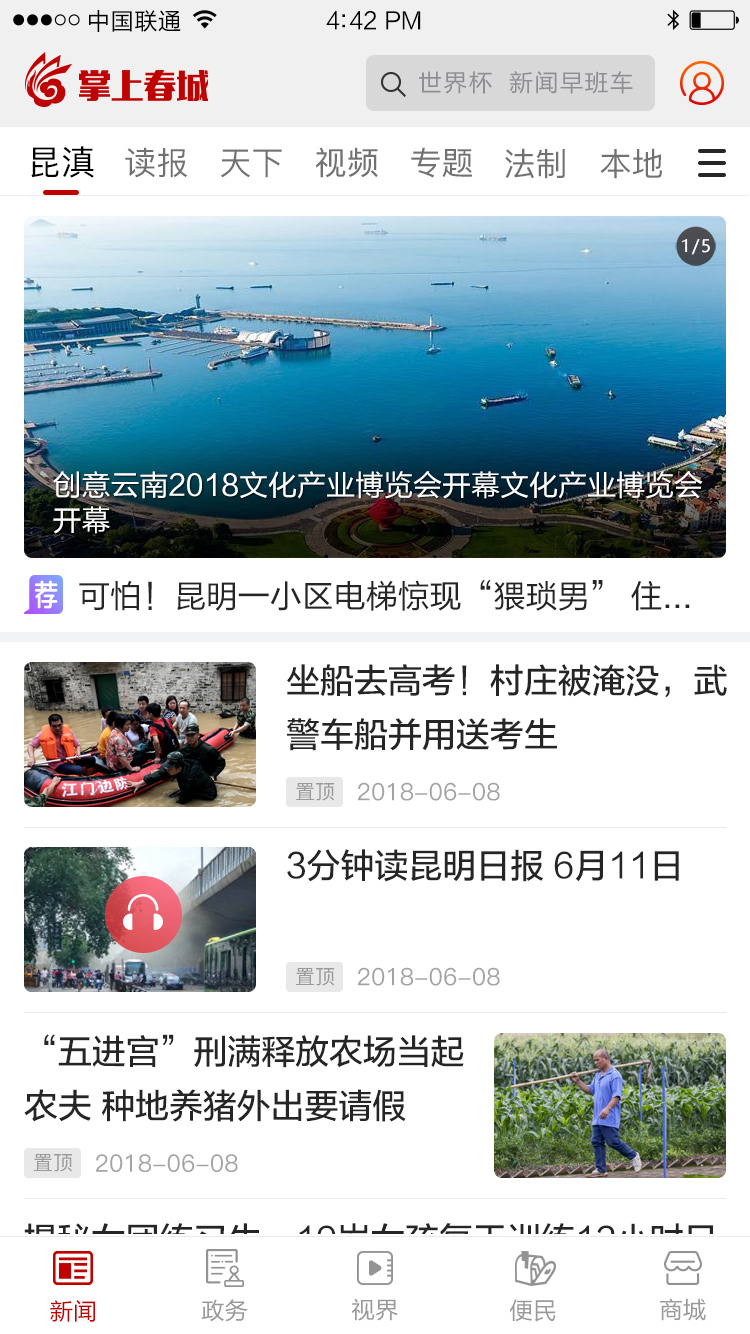 中国联通
4:42 PM
掌上春城
世界杯 新闻早班车
昆滇 读报 天下 视频 专题 法制 本地
1/5
创意云南2018文化产业博览会开幕文化产业博览会
开幕
荐 可怕！昆明一小区电梯惊现“猥琐男” 住...
江门边防
坐船去高考！村庄被淹没，武
警车船并用送考生
置顶 2018-06-08
3分钟读昆明日报 6月11日
置顶 2018-06-08
“五进宫”刑满释放农场当起
农夫 种地养猪外出要请假
置顶 2018-06-08
新闻 政务 视界 便民 商城